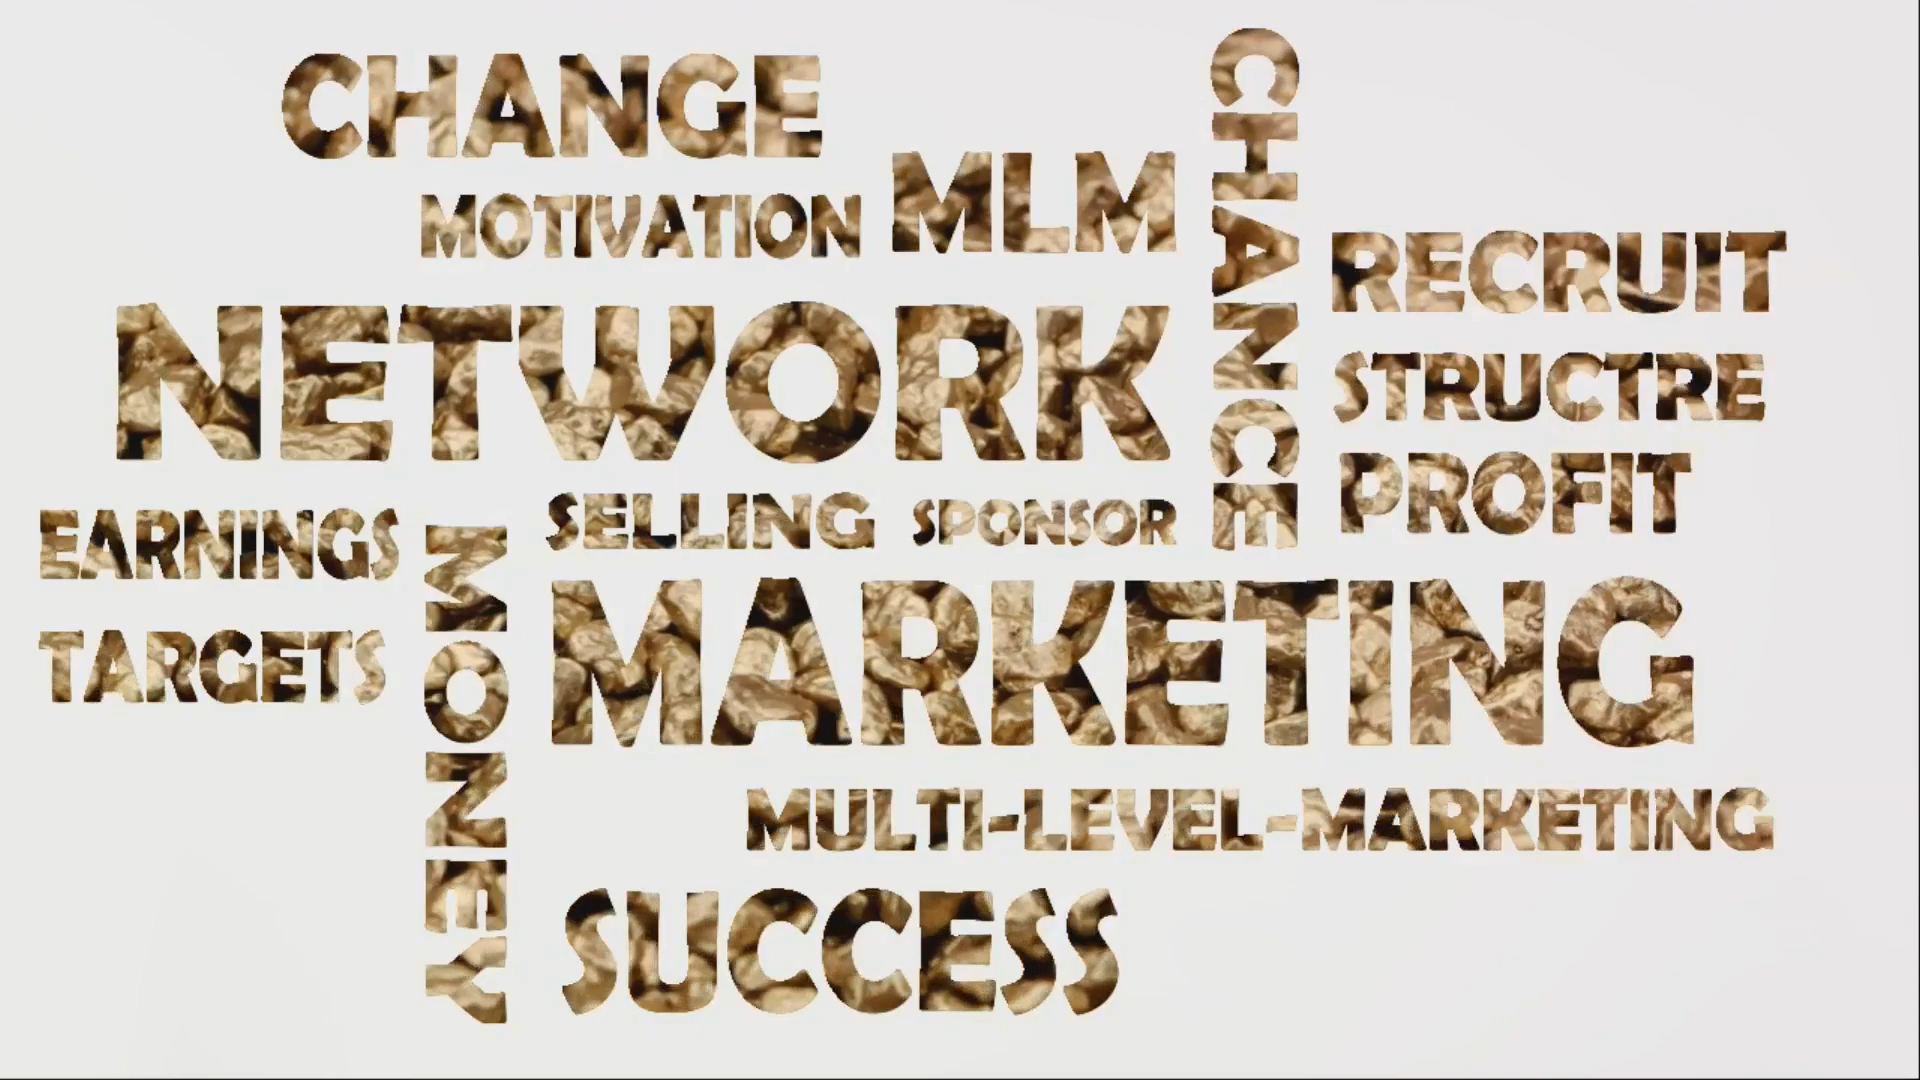 CHANGE
MOTIVATION
MLM
CHANCE
RECRUIT
NETWORK
STRUCTRE
PROFIT
EARNINGS
SELLING
SPONSOR
MONEY
MARKETING
TARGETS
MULTI-LEVEL-MARKETING
SUCCESS